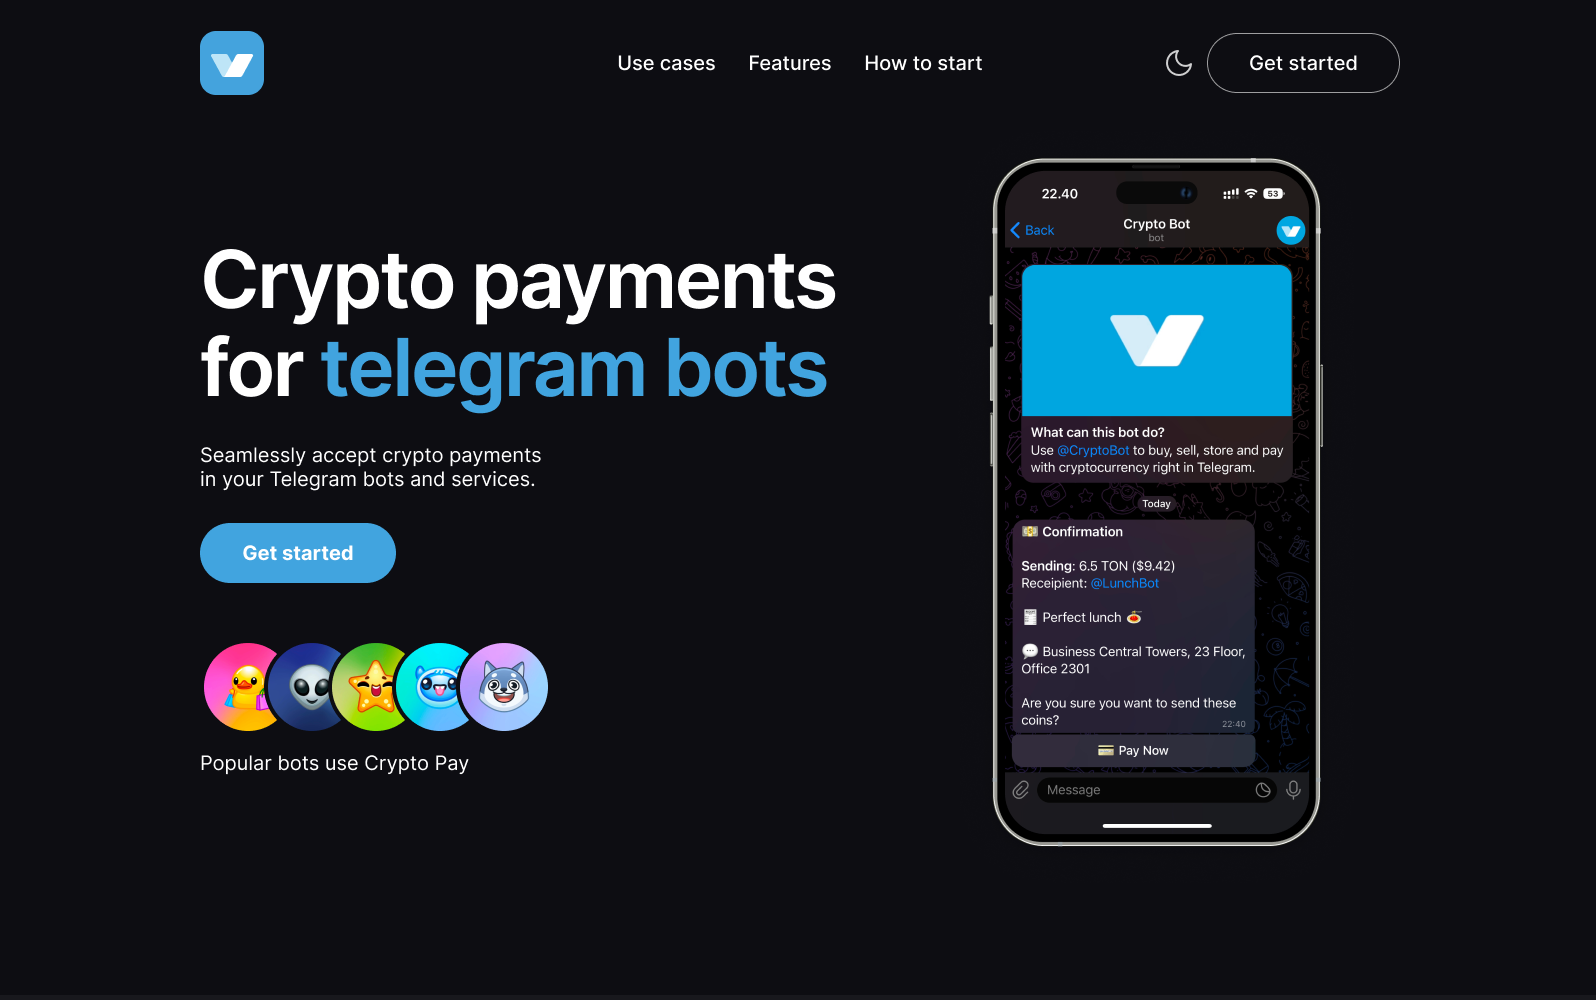 Use cases
Features
How to start
Get started
Crypto payments
for telegram bots
Seamlessly accept crypto payments
in your Telegram bots and services.
Get started
Popular bots use Crypto Pay
22.40
53
Back
Crypto Bot
bot
What can this bot do?
Use @CryptoBot to buy, sell, store and pay
with cryptocurrency right in Telegram.
Today
💵 Confirmation
Sending: 6.5 TON ($9.42)
Receipient: @LunchBot
🧾 Perfect lunch 🍝
💬 Business Central Towers, 23 Floor,
Office 2301
Are you sure you want to send these
coins?
22:40
💳 Pay Now
Message